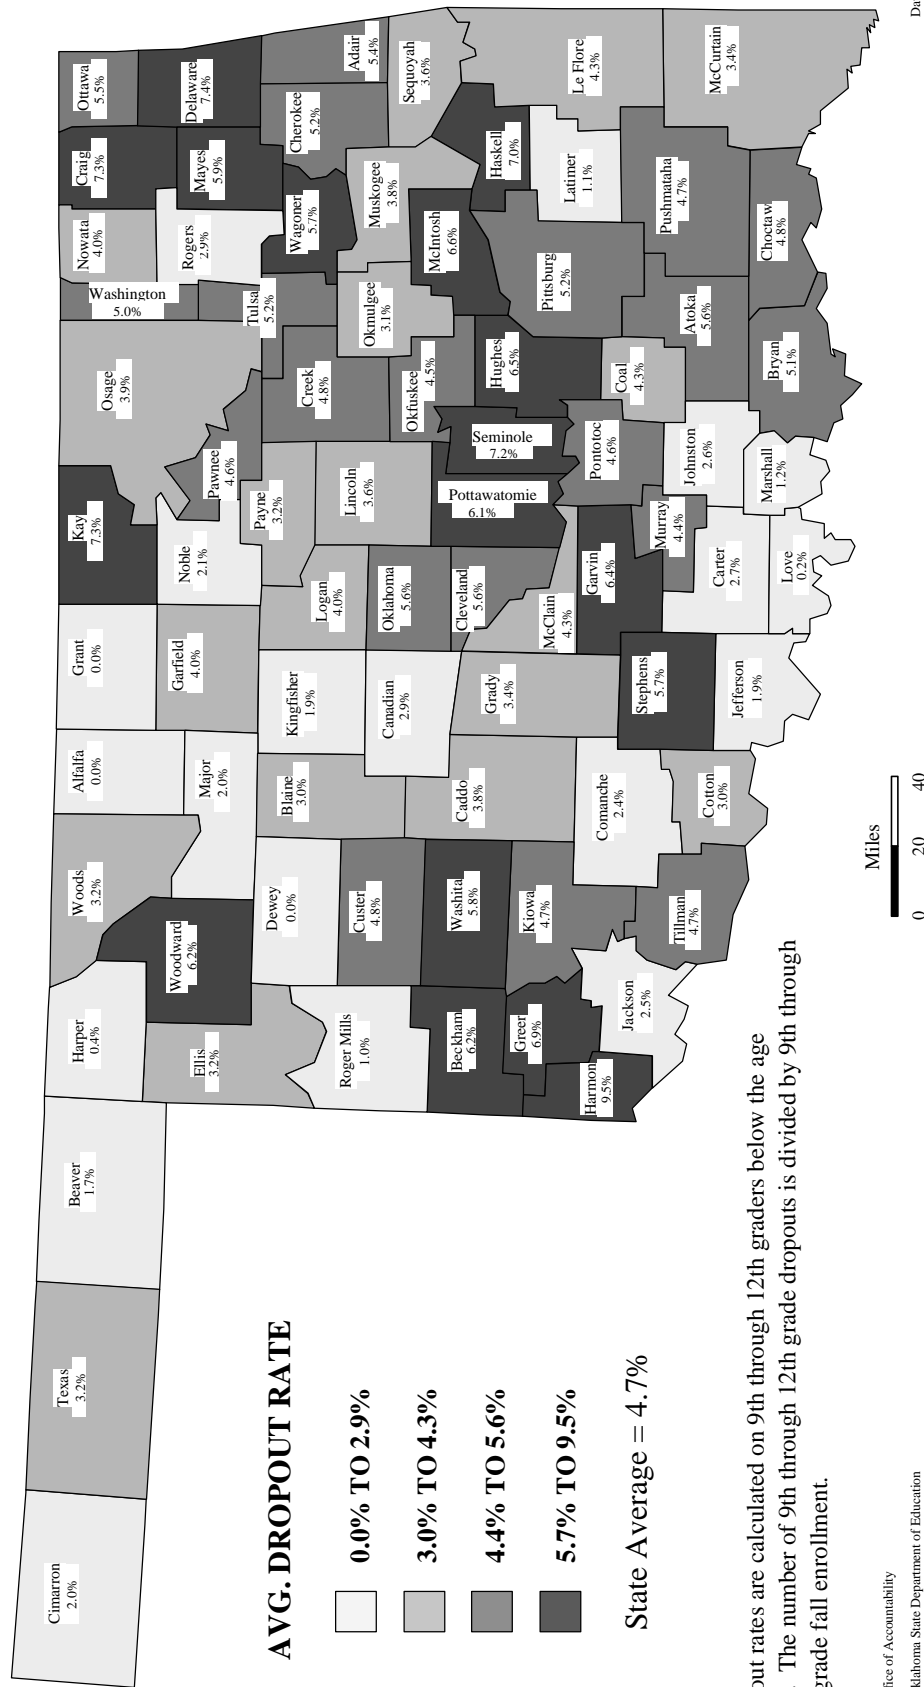 Cimarron
2.0%
Texas
3.2%
Beaver
1.7%
Harper
0.4%
Woods
3.2%
Alfalfa
0.0%
Grant
0.0%
Kay
7.3%
Osage
3.9%
Washington
5.0%
Nowata
4.0%
Craig
7.3%
Ottawa
5.5%
Ellis
3.2%
Woodward
6.2%
Major
2.0%
Garfield
4.0%
Noble
2.1%
Pawnee
4.6%
Tulsa
5.2%
Rogers
2.9%
Mayes
5.9%
Delaware
7.4%
Roger Mills
1.0%
Dewey
0.0%
Blaine
3.0%
Kingfisher
1.9%
Logan
4.0%
Payne
3.2%
Lincoln
3.6%
Creek
4.8%
Wagoner
5.7%
Cherokee
5.2%
Adair
5.4%
Custer
4.8%
Canadian
2.9%
Oklahoma
5.6%
Okfuskee
4.5%
Okmulgee
3.1%
Muskogee
3.8%
Sequoyah
3.6%
Beckham
6.2%
Washita
5.8%
Caddo
3.8%
Grady
3.4%
Cleveland
5.6%
Pottawatomie
6.1%
Seminole
7.2%
Hughes
6.5%
McIntosh
6.6%
Haskell
7.0%
Greer
6.9%
Kiowa
4.7%
McClain
4.3%
Pontotoc
4.6%
Pittsburg
5.2%
Latimer
1.1%
Le Flore
4.3%
Harmon
9.5%
Jackson
2.5%
Comanche
2.4%
Stephens
5.7%
Garvin
6.4%
Murray
4.4%
Coal
4.3%
Atoka
5.6%
Pushmataha
4.7%
McCurtain
3.4%
Tillman
4.7%
Cotton
3.0%
Jefferson
1.9%
Carter
2.7%
Johnston
2.6%
Love
0.2%
Marshall
1.2%
Bryan
5.1%
Choctaw
4.8%
AVG. DROPOUT RATE
0.0% TO 2.9%
3.0% TO 4.3%
4.4% TO 5.6%
5.7% TO 9.5%
State Average = 4.7%
Miles
0 20 40
out rates are calculated on 9th through 12th graders below the age
. The number of 9th through 12th grade dropouts is divided by 9th through
grade fall enrollment.
fice of Accountability
klahoma State Department of Education
Da